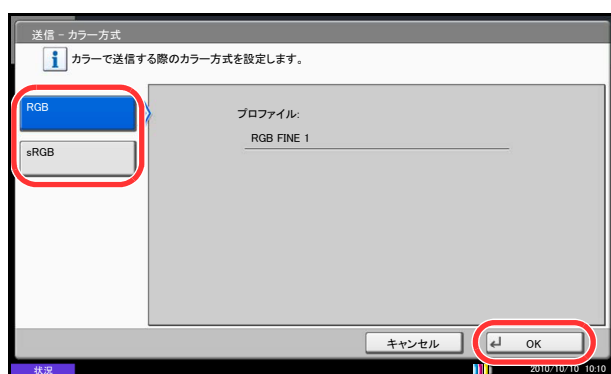 送信 - カラー方式
カラーで送信する際のカラー方式を設定します。
RGB
プロファイル:
RGB FINE 1
sRGB
キャンセル
OK
状況
2010/10/10 10:10